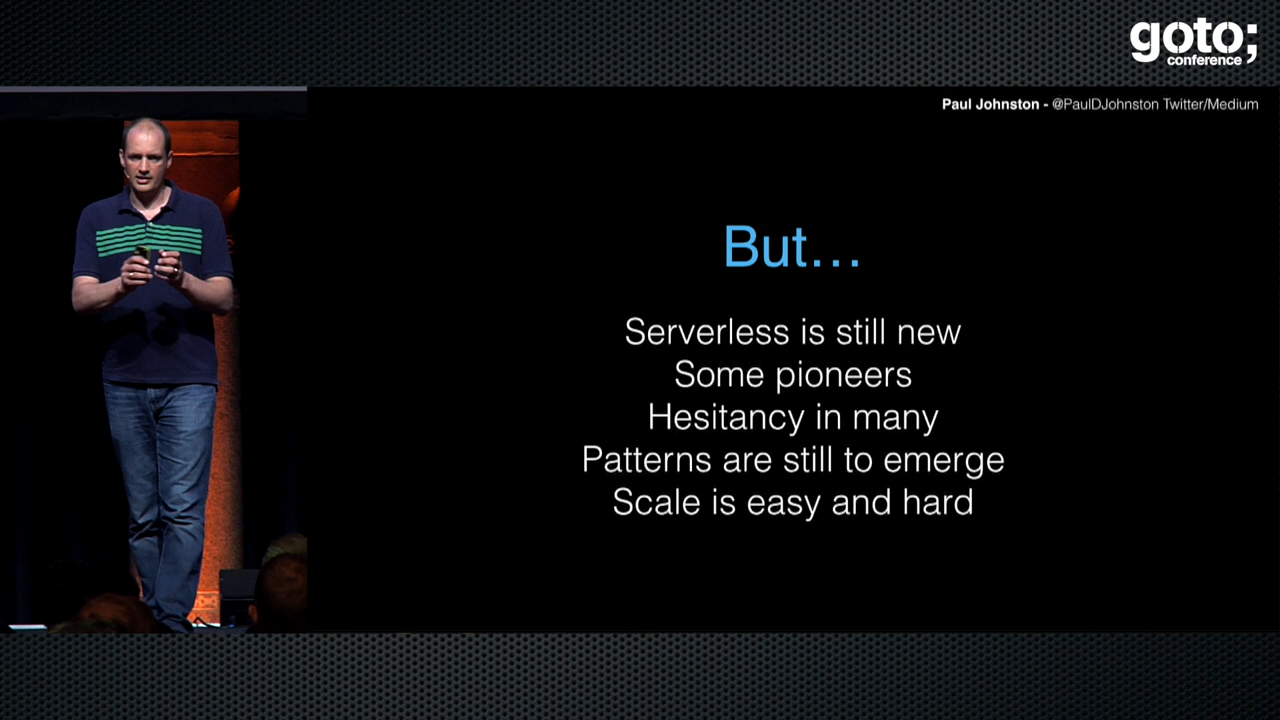 goto;
conference
Paul Johnston - @PaulDJohnston Twitter/Medium
But…
Serverless is still new
Some pioneers
Hesitancy in many
Patterns are still to emerge
Scale is easy and hard